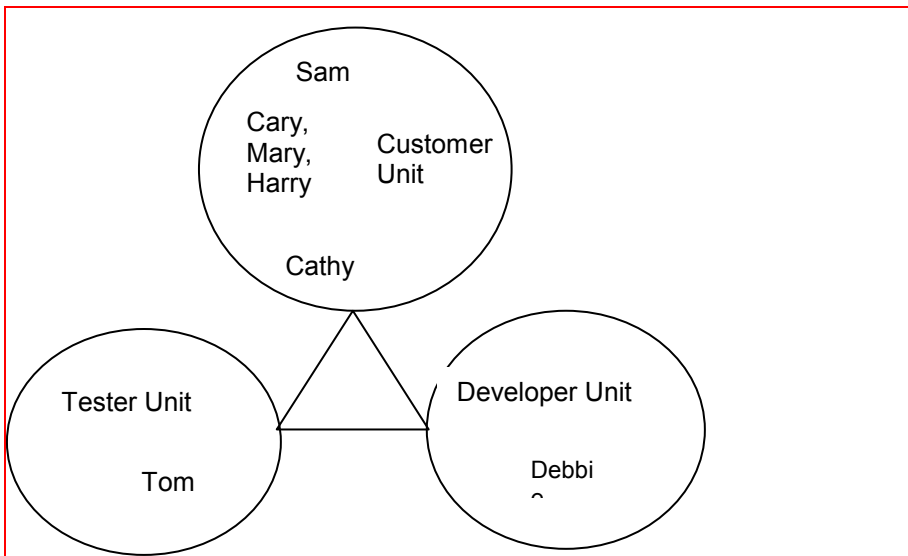 Sam
Cary,
Mary,
Harry
Customer
Unit
Cathy
Tester Unit
Tom
Developer Unit
Debbi